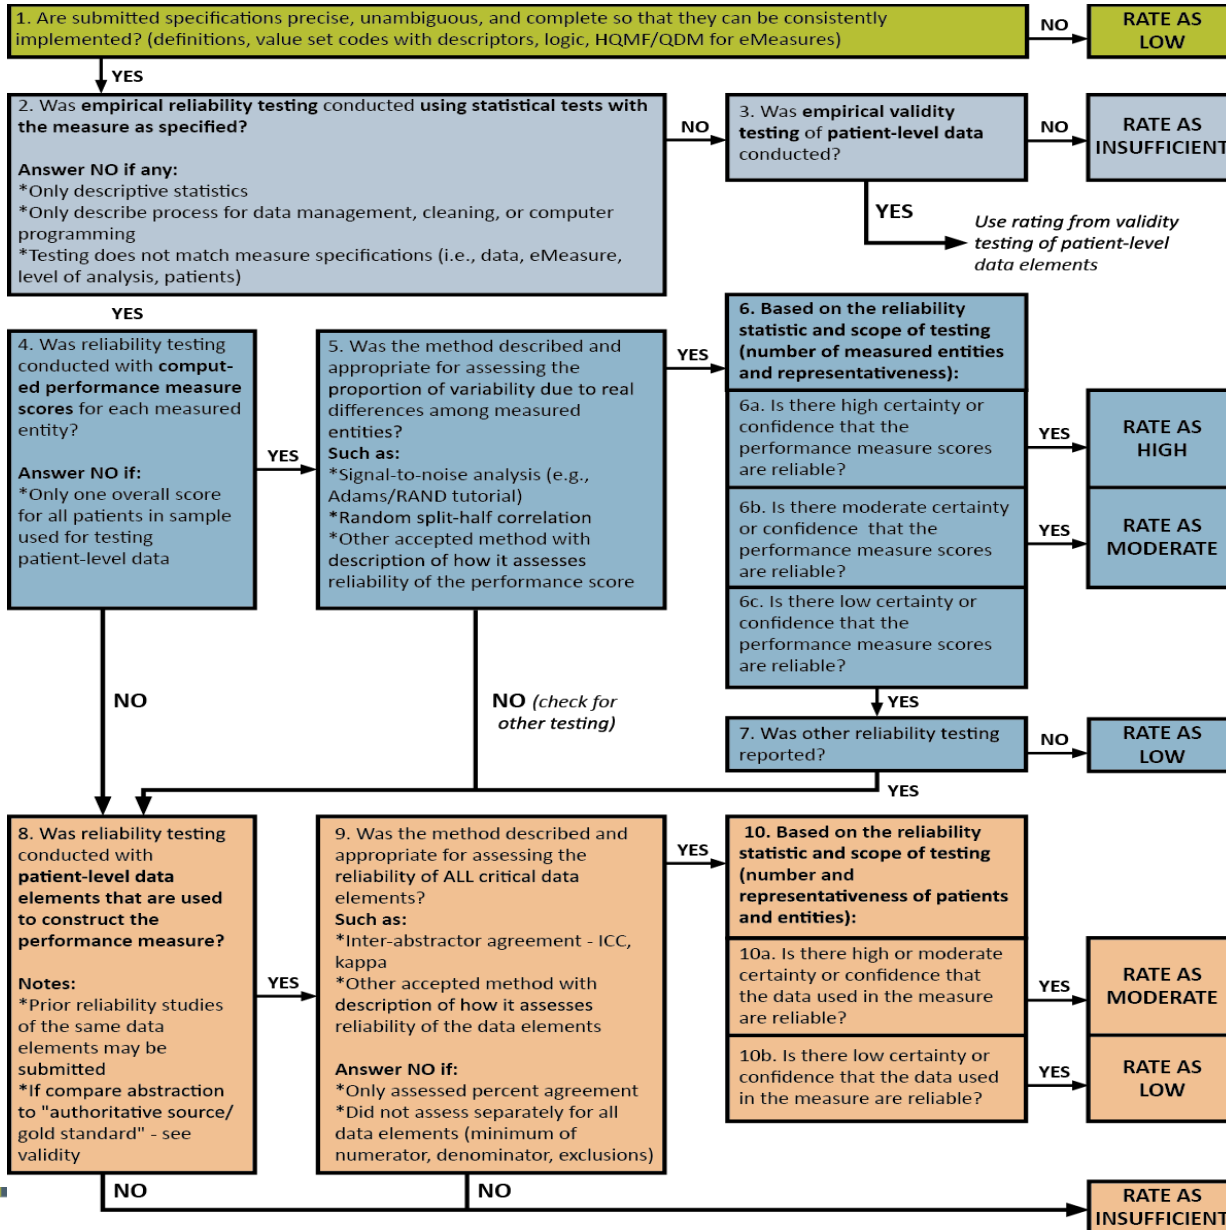 1. Are submitted specifications precise, unambiguous, and complete so that they can be consistently
implemented? (definitions, value set codes with descriptors, logic, HQMF/QDM for eMeasures)
NO
RATE AS
LOW
YES
2. Was empirical reliability testing conducted using statistical tests with
the measure as specified?
Answer NO if any:
*Only descriptive statistics
*Only describe process for data management, cleaning, or computer
programming
*Testing does not match measure specifications (i.e., data, eMeasure,
level of analysis, patients)
NO
3. Was empirical validity
testing of patient-level data
conducted?
NO
RATE AS
INSUFFICIENT
YES
Use rating from validity
testing of patient-level
data elements
YES
4. Was reliability testing
conducted with comput-
ed performance measure
scores for each measured
entity?
Answer NO if:
*Only one overall score
for all patients in sample
used for testing
patient-level data
YES
5. Was the method described and
appropriate for assessing the
proportion of variability due to real
differences among measured
entities?
Such as:
*Signal-to-noise analysis (e.g.,
Adams/RAND tutorial)
*Random split-half correlation
*Other accepted method with
description of how it assesses
reliability of the performance score
YES
6. Based on the reliability
statistic and scope of testing
(number of measured entities
and representativeness):
6a. Is there high certainty or
confidence that the
performance measure scores
are reliable?
YES
RATE AS
HIGH
6b. Is there moderate certainty
or confidence that the
performance measure scores
are reliable?
YES
RATE AS
MODERATE
6c. Is there low certainty or
confidence that the
performance measure scores
are reliable?
NO
NO (check for
other testing)
YES
7. Was other reliability testing
reported?
NO
RATE AS
LOW
YES
8. Was reliability testing
conducted with
patient-level data
elements that are used
to construct the
performance measure?
Notes:
*Prior reliability studies
of the same data
elements may be
submitted
*If compare abstraction
to "authoritative source/
gold standard" - see
validity
YES
9. Was the method described and
appropriate for assessing the
reliability of ALL critical data
elements?
Such as:
*Inter-abstractor agreement - ICC,
kappa
*Other accepted method with
description of how it assesses
reliability of the data elements
Answer NO if:
*Only assessed percent agreement
*Did not assess separately for all
data elements (minimum of
numerator, denominator, exclusions)
YES
10. Based on the reliability
statistic and scope of testing
(number and
representativeness of patients
and entities):
10a. Is there high or moderate
certainty or confidence that
the data used in the measure
are reliable?
YES
RATE AS
MODERATE
10b. Is there low certainty or
confidence that the data used
in the measure are reliable?
YES
RATE AS
LOW
NO
NO
RATE AS
INSUFFICIENT